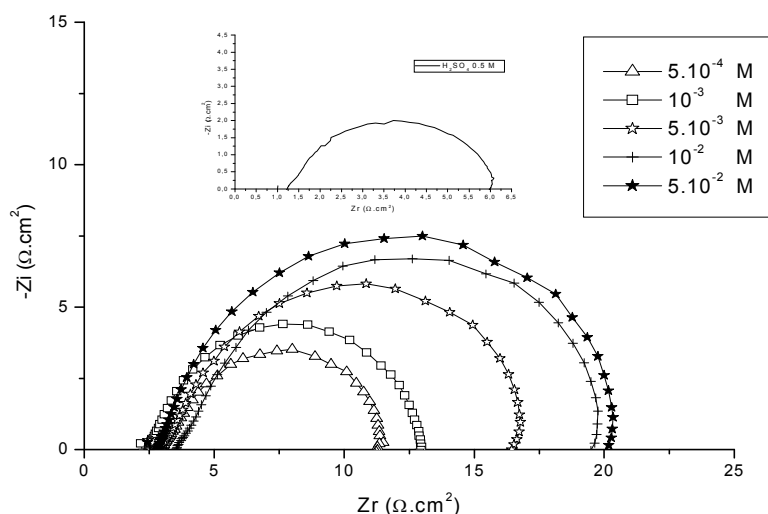 15
10
5
0
0 5 10 15 20 25
-Zi (Ω.cm²)
Zr (Ω.cm²)
4,5
4,0
3,5
3,0
2,5
2,0
1,5
1,0
0,5
0,0
0,0 0,5 1,0 1,5 2,0 2,5 3,0 3,5 4,0 4,5 5,0 5,5 6,0 6,5
-Zi (Ω.cm²)
Zr (Ω.cm²)
H₂SO₄ 0.5 M
5.10⁻⁴ M
10⁻³ M
5.10⁻³ M
10⁻² M
5.10⁻² M